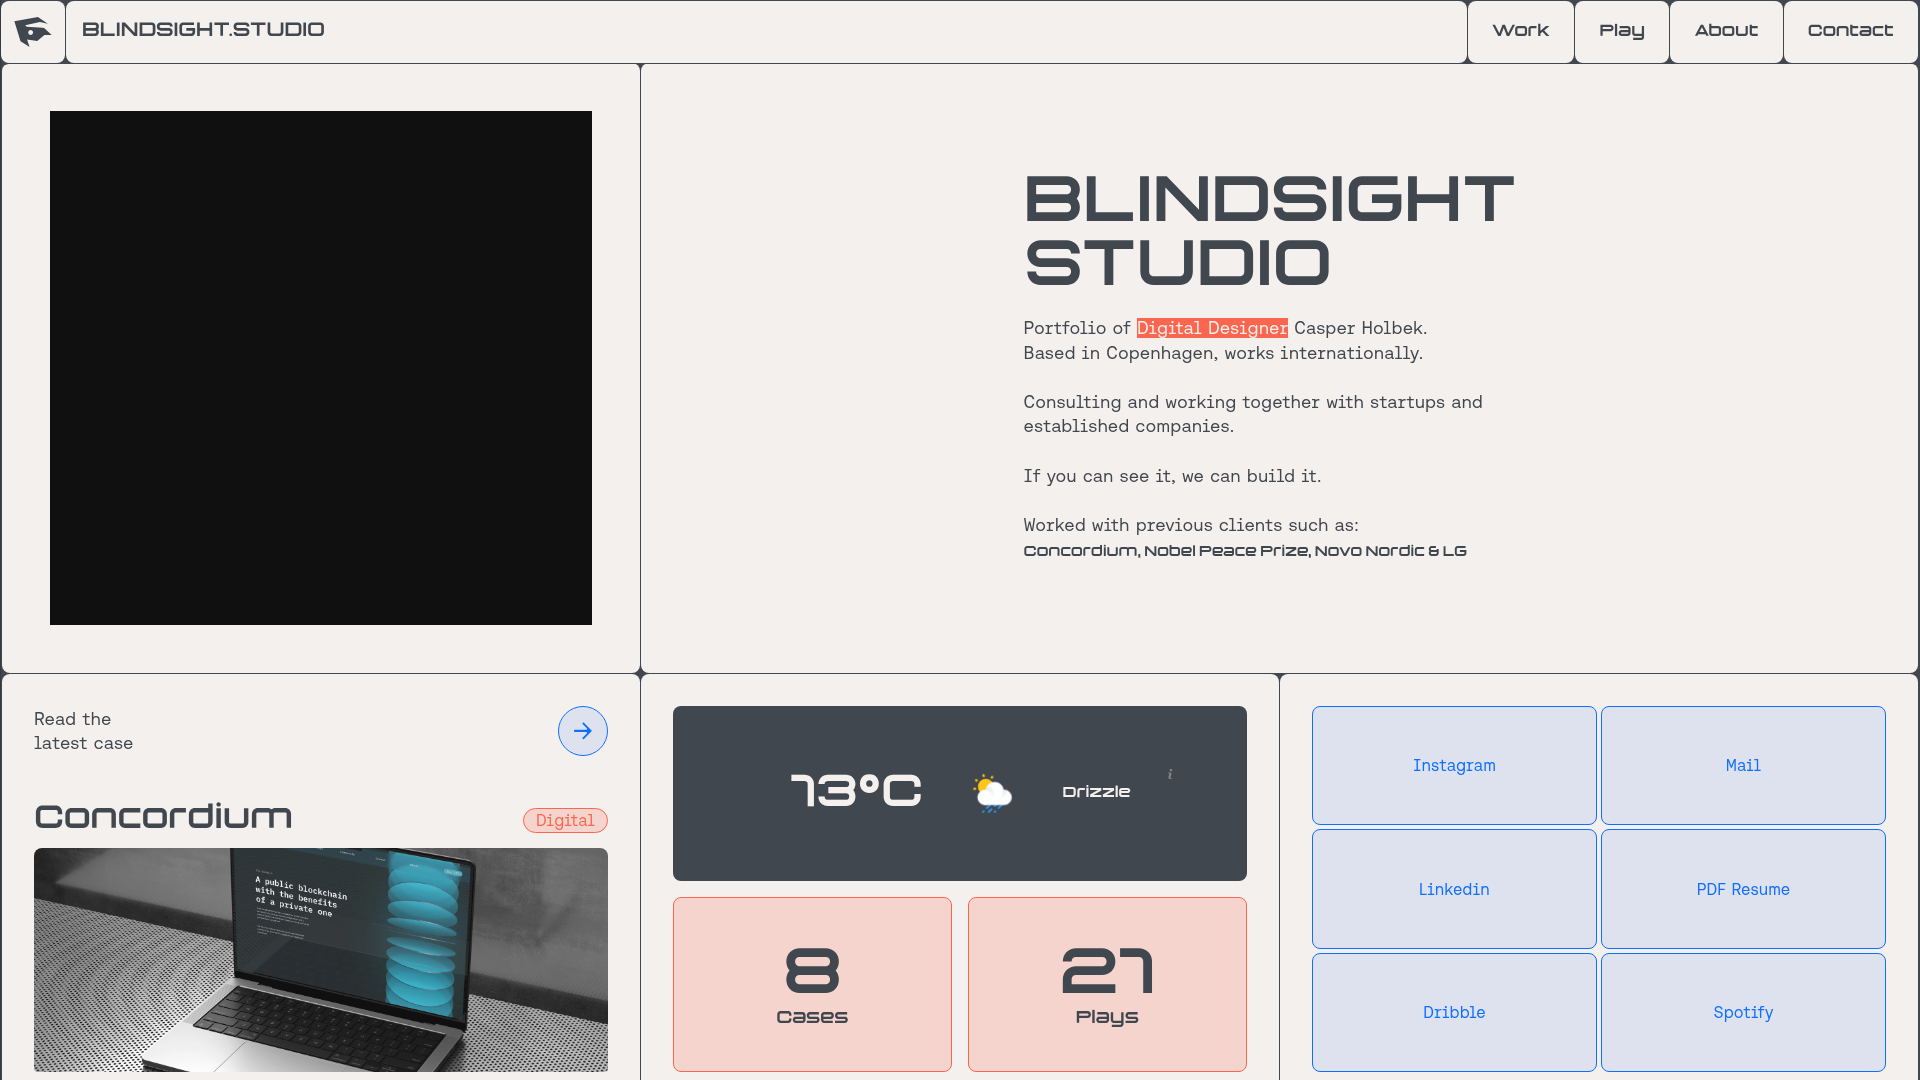 BLINDSIGHT.STUDIO
Work
Play
About
Contact
BLINDSIGHT
STUDIO
Portfolio of Digital Designer Casper Holbek.
Based in Copenhagen, works internationally.
Consulting and working together with startups and
established companies.
If you can see it, we can build it.
Worked with previous clients such as:
Concordium, Nobel Peace Prize, Novo Nordic & LG
Read the
latest case
Concordium
Digital
A public blockchain
with the benefits
of a private one
13°C
Drizzle
i
8
Cases
21
Plays
Instagram
Mail
Linkedin
PDF Resume
Dribble
Spotify